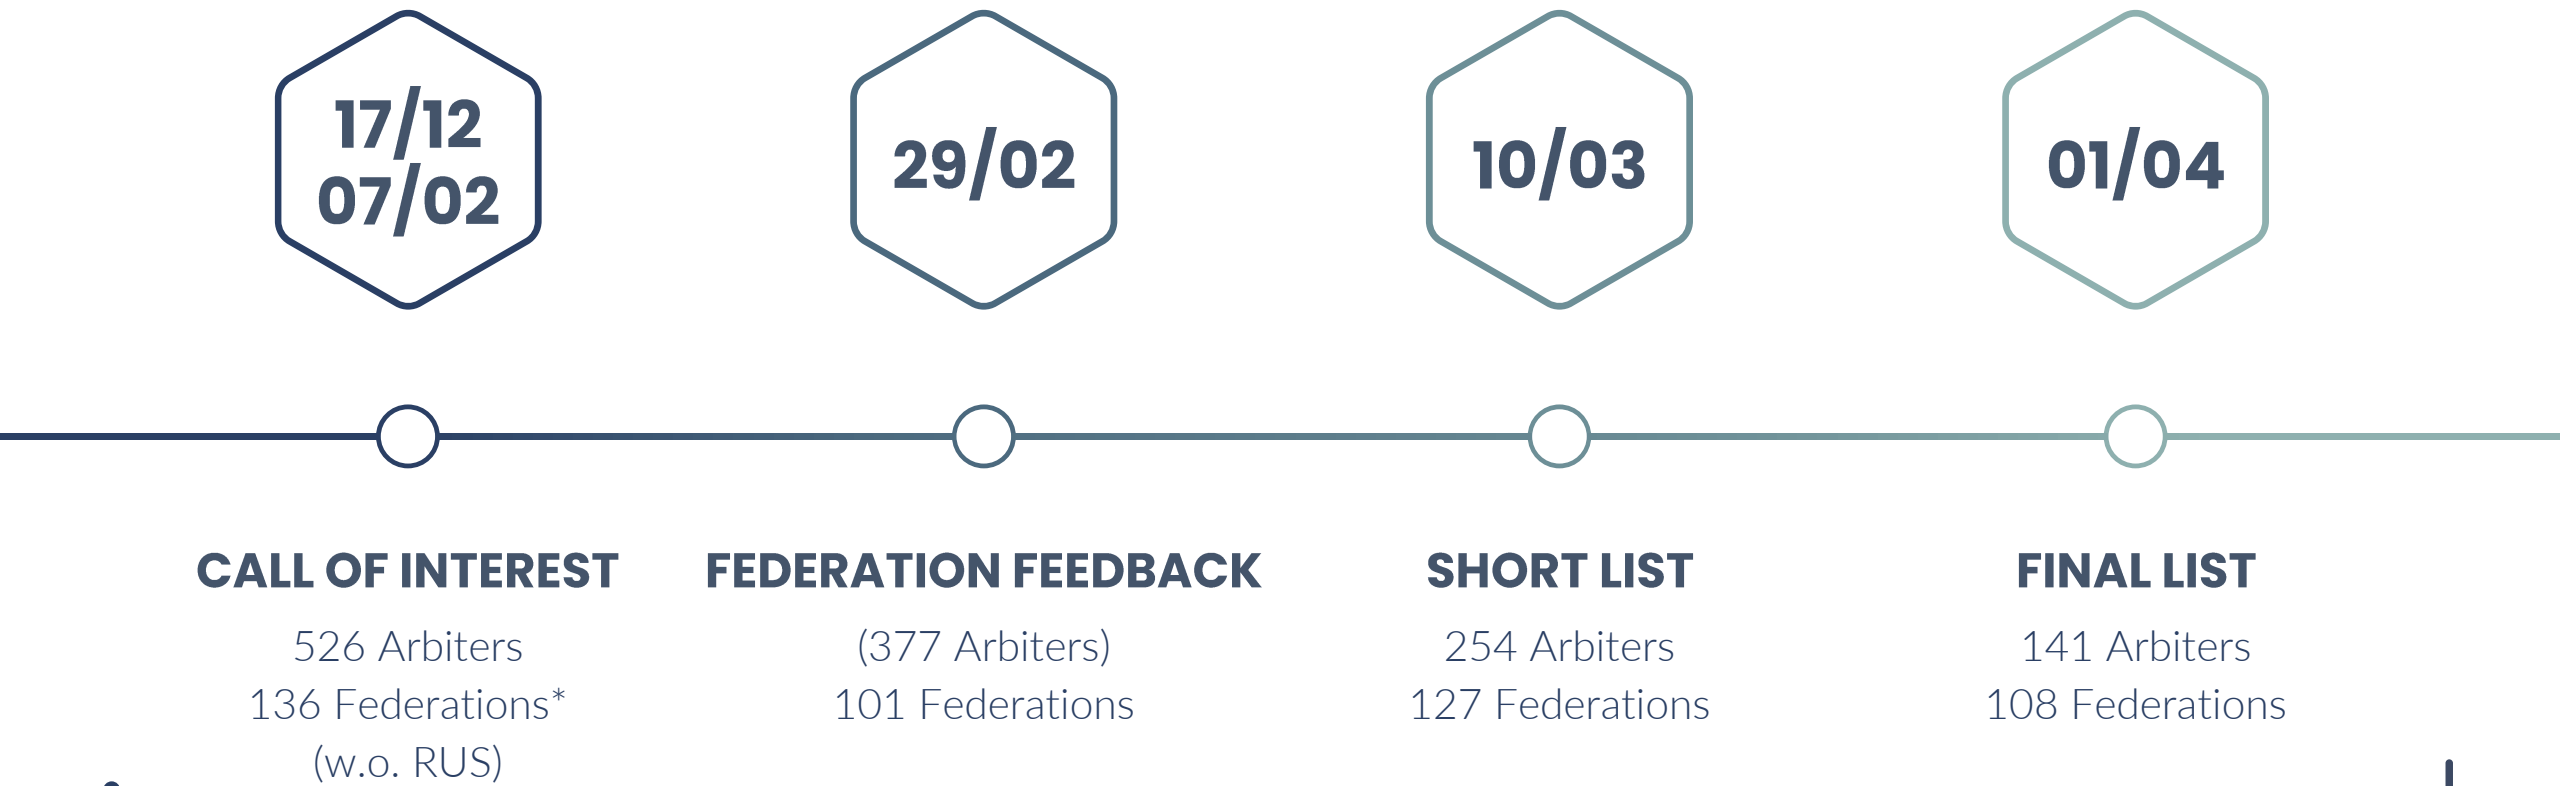 17/12
07/02
29/02
10/03
01/04
CALL OF INTEREST
526 Arbiters
136 Federations*
(w.o. RUS)
FEDERATION FEEDBACK
(377 Arbiters)
101 Federations
SHORT LIST
254 Arbiters
127 Federations
FINAL LIST
141 Arbiters
108 Federations